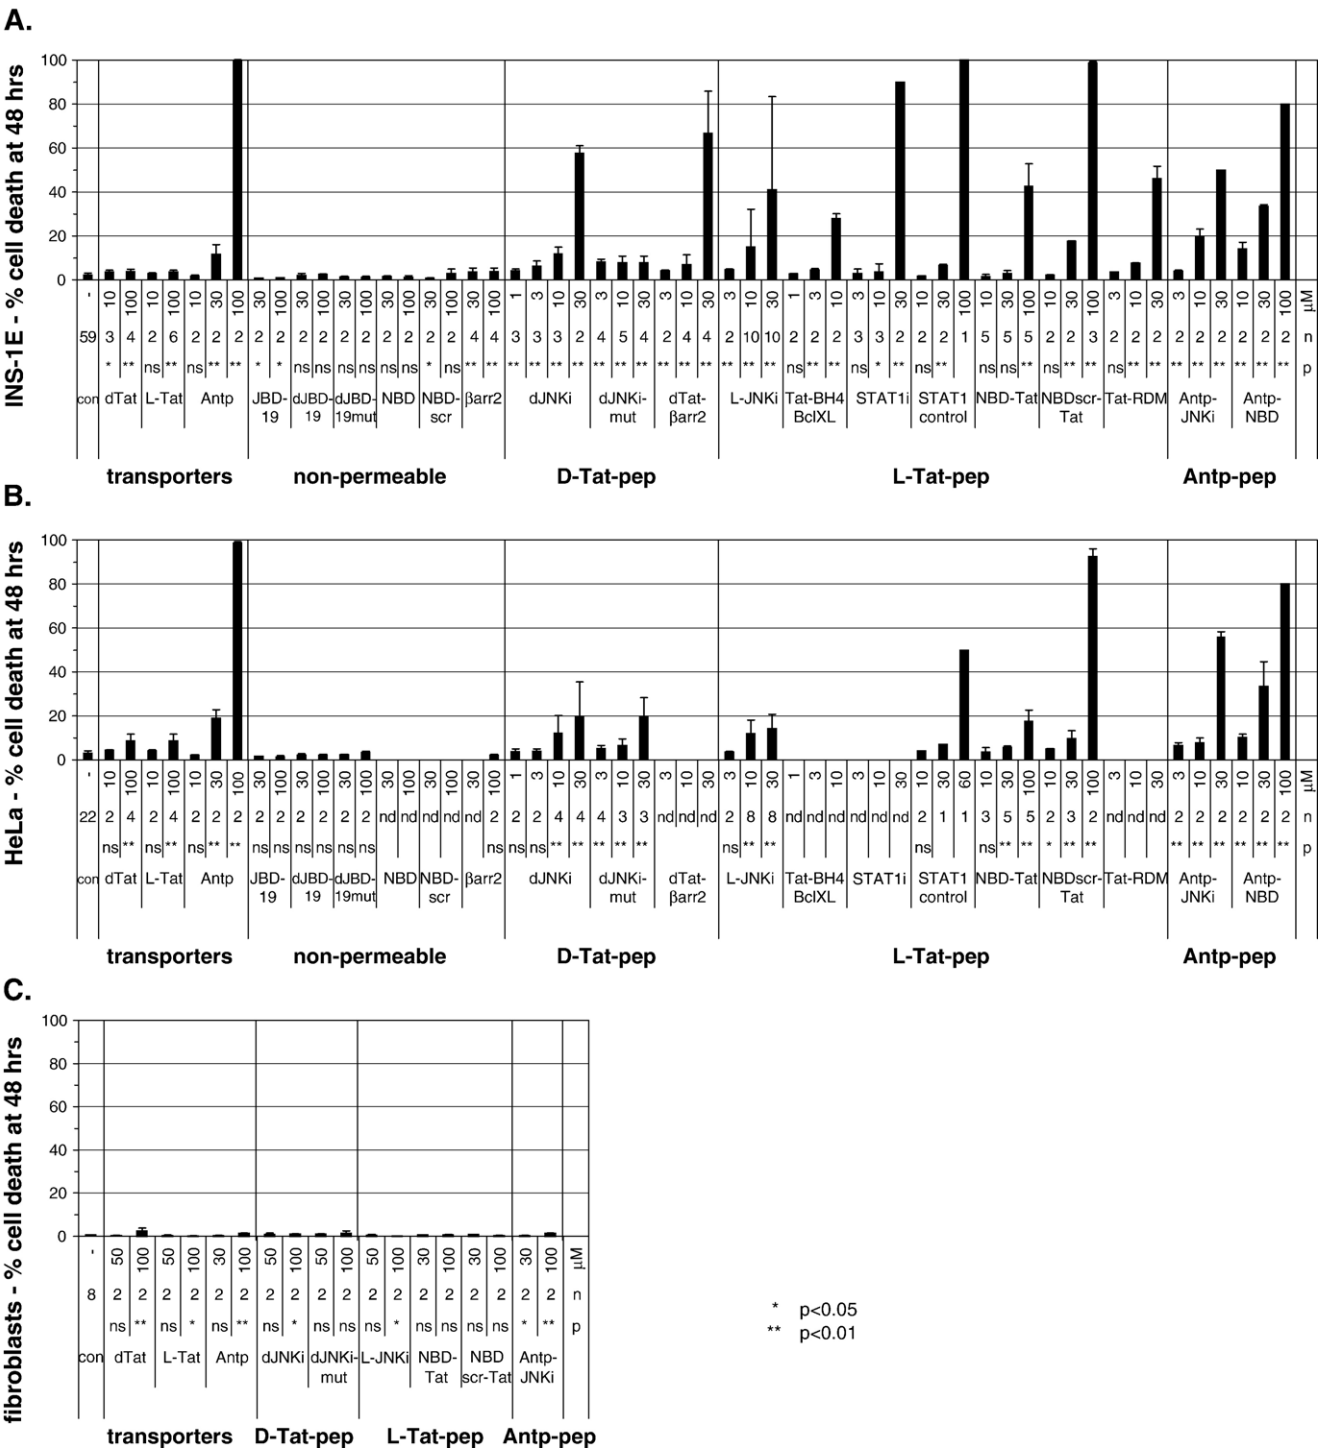 A.
INS-1E - % cell death at 48 hrs
100
80
60
40
20
0
- 10 100 10 100 10 30 100 30 100 30 100 30 100 30 100 30 100 30 100 1 3 10 30 3 10 30 3 10 30 3 10 30 1 3 10 3 10 30 10 30 100 10 30 100 10 30 100 3 10 30 3 10 30 10 30 100 µM
59 3 4 2 6 2 2 2 2 2 2 2 2 2 2 2 2 2 4 4 3 3 3 2 4 5 4 2 4 4 2 10 10 2 2 2 3 3 2 2 2 1 5 5 5 2 2 3 2 2 2 2 2 2 2 2 2 n
* ** ns ** ns ** ** * * ns ns ns ns ns ns * ns ** ** ** ** ** ** ** ** ** ** ** ** ** ** ** ns ** ** ns * ** ns ** ns ns ** ns ** ** ns ** ** ** ** ** ** ** ** p
con dTat L-Tat Antp JBD- dJBD- dJBD- NBD NBD- βarr2 dJNKi dJNKi- dTat- L-JNKi Tat-BH4 STAT1i STAT1 NBD-Tat NBDscr- Tat-RDM Antp- Antp-
19 19 19mut scr mut βarr2 BclXL control Tat JNKi NBD
transporters non-permeable D-Tat-pep L-Tat-pep Antp-pep
B.
HeLa - % cell death at 48 hrs
100
80
60
40
20
0
- 10 100 10 100 10 30 100 30 100 30 100 30 100 30 100 30 100 30 100 1 3 10 30 3 10 30 3 10 30 3 10 30 1 3 10 3 10 30 10 30 60 10 30 100 10 30 100 3 10 30 3 10 30 10 30 100 µM
22 2 4 2 4 2 2 2 2 2 2 2 2 2 nd nd nd nd nd 2 2 2 4 4 4 3 3 nd nd nd 2 8 8 nd nd nd nd nd nd 2 1 1 3 5 5 2 3 2 nd nd nd 2 2 2 2 2 2 n
ns ** ns ** ns ** ** ns ns ns ns ns ns ns ns ns ** ** ** ** ** ns ** ** ns ns ** ** * ** ** ** ** ** ** ** ** p
con dTat L-Tat Antp JBD- dJBD- dJBD- NBD NBD- βarr2 dJNKi dJNKi- dTat- L-JNKi Tat-BH4 STAT1i STAT1 NBD-Tat NBDscr- Tat-RDM Antp- Antp-
19 19 19mut scr mut βarr2 BclXL control Tat JNKi NBD
transporters non-permeable D-Tat-pep L-Tat-pep Antp-pep
C.
fibroblasts - % cell death at 48 hrs
100
80
60
40
20
0
- 50 100 50 100 30 100 50 100 50 100 50 100 30 100 30 100 30 100 µM
8 2 2 2 2 2 2 2 2 2 2 2 2 2 2 2 2 2 2 n
ns ** ns * ns ** ns * ns ns ns * ns ns ns ns * ** p
con dTat L-Tat Antp dJNKi dJNKi- L-JNKi NBD- NBD Antp-
mut Tat scr-Tat JNKi
transporters D-Tat-pep L-Tat-pep Antp-pep
* p<0.05
** p<0.01